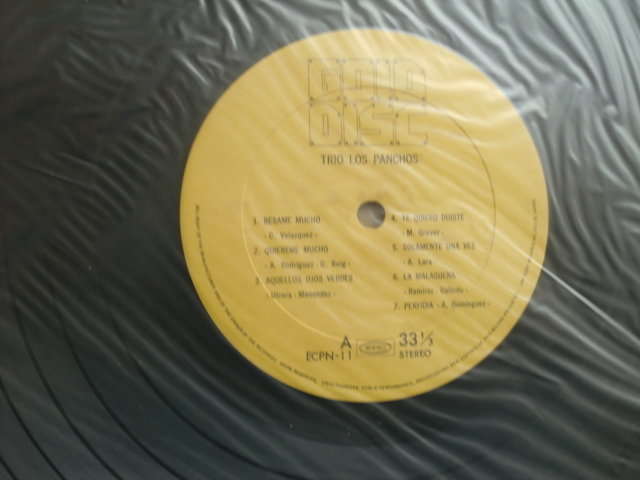 GOLD
DISC
TRIO LOS PANCHOS
1. BESAME MUCHO
- C. Velazquez -
2. QUIEREME MUCHO
- A. Rodriguez - G. Roig -
3. AQUELLOS OJOS VERDES
- Utrera - Menendez -
4. TE QUIERO DIJISTE
- M. Grever -
5. SOLAMENTE UNA VEZ
- A. Lara -
6. LA MALAGUEÑA
- Ramirez - Galindo -
7. PERFIDIA - A. Dominguez -
A
ECPN-11
33 1/3
STEREO